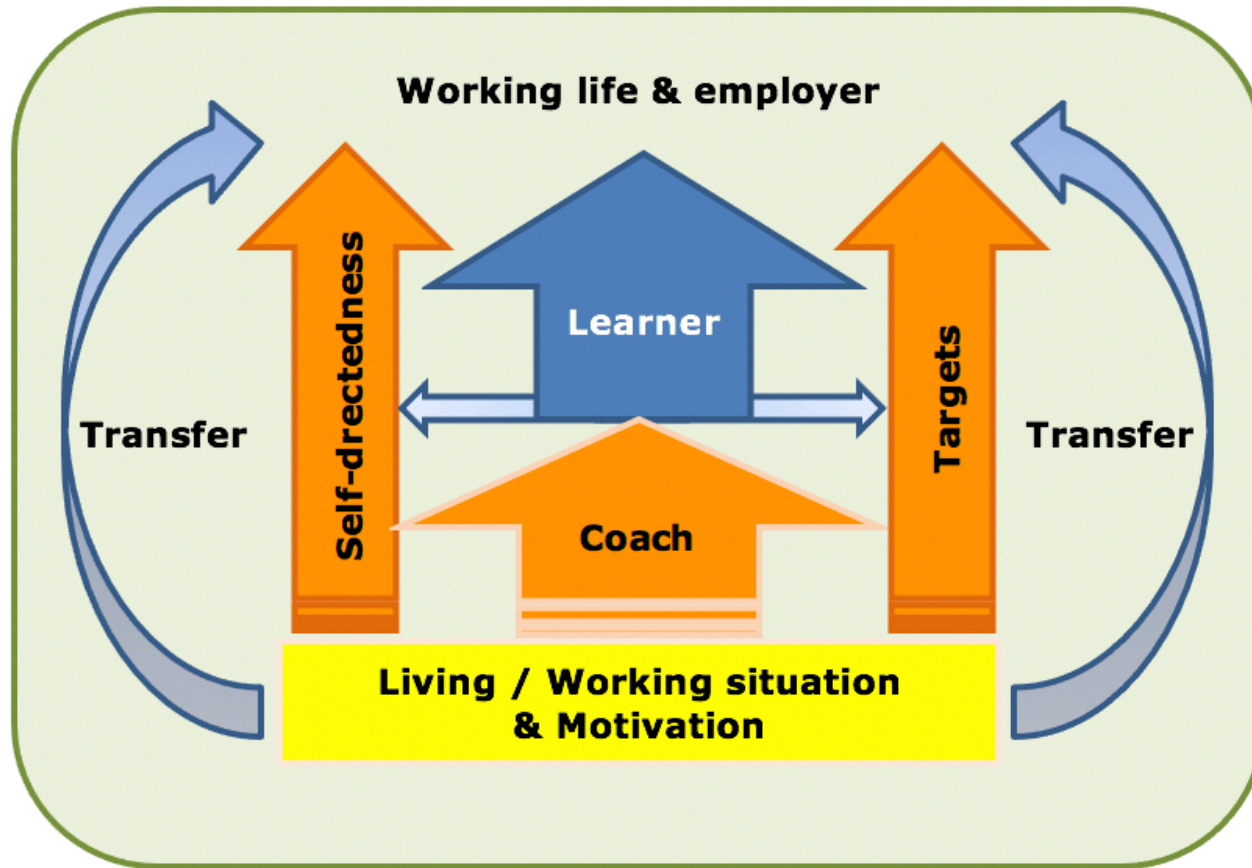 Working life & employer
Self-drectedness
Learner
Targets
Transfer
Transfer
Coach
Living / Working situation
& Motivation